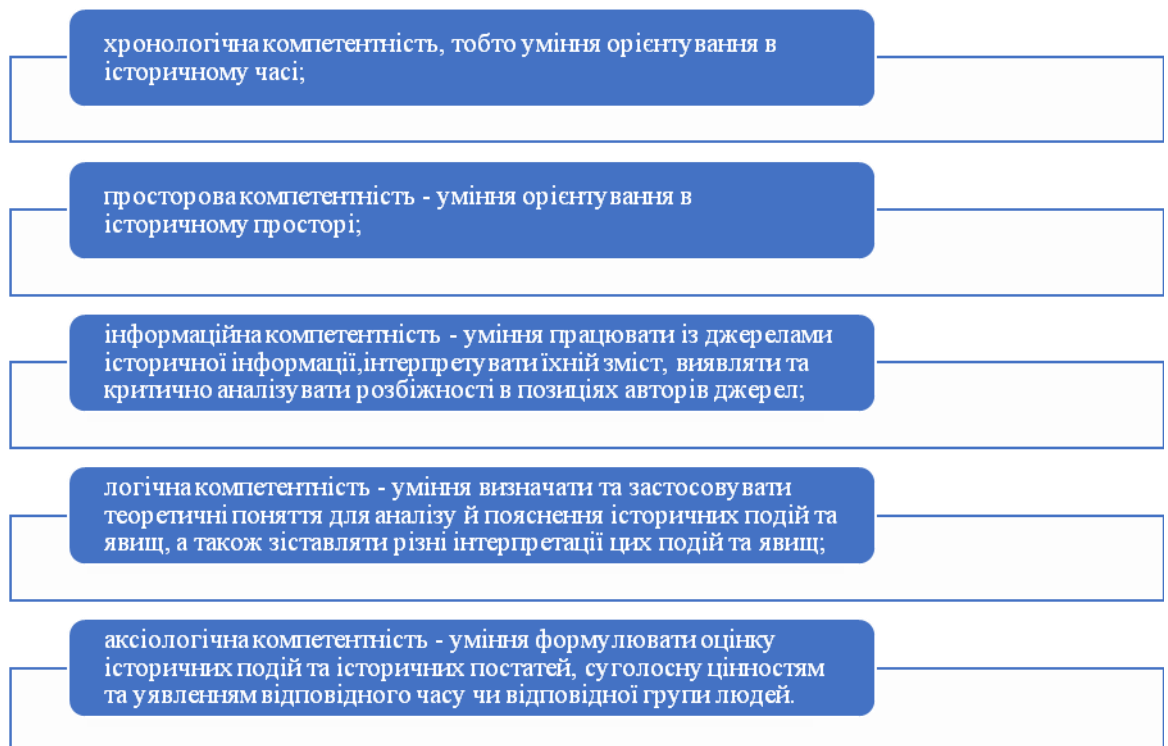 хронологічна компетентність, тобто уміння орієнтування в
історичному часі;
просторова компетентність - уміння орієнтування в
історичному просторі;
інформаційна компетентність - уміння працювати із джерелами
історичної інформації,інтерпретувати їхній зміст, виявляти та
критично аналізувати розбіжності в позиціях авторів джерел;
логічна компетентність - уміння визначати та застосовувати
теоретичні поняття для аналізу й пояснення історичних подій та
явищ, а також зіставляти різні інтерпретації цих подій та явищ;
аксіологічна компетентність - уміння формулювати оцінку
історичних подій та історичних постатей, суголосну цінностям
та уявленням відповідного часу чи відповідної групи людей.